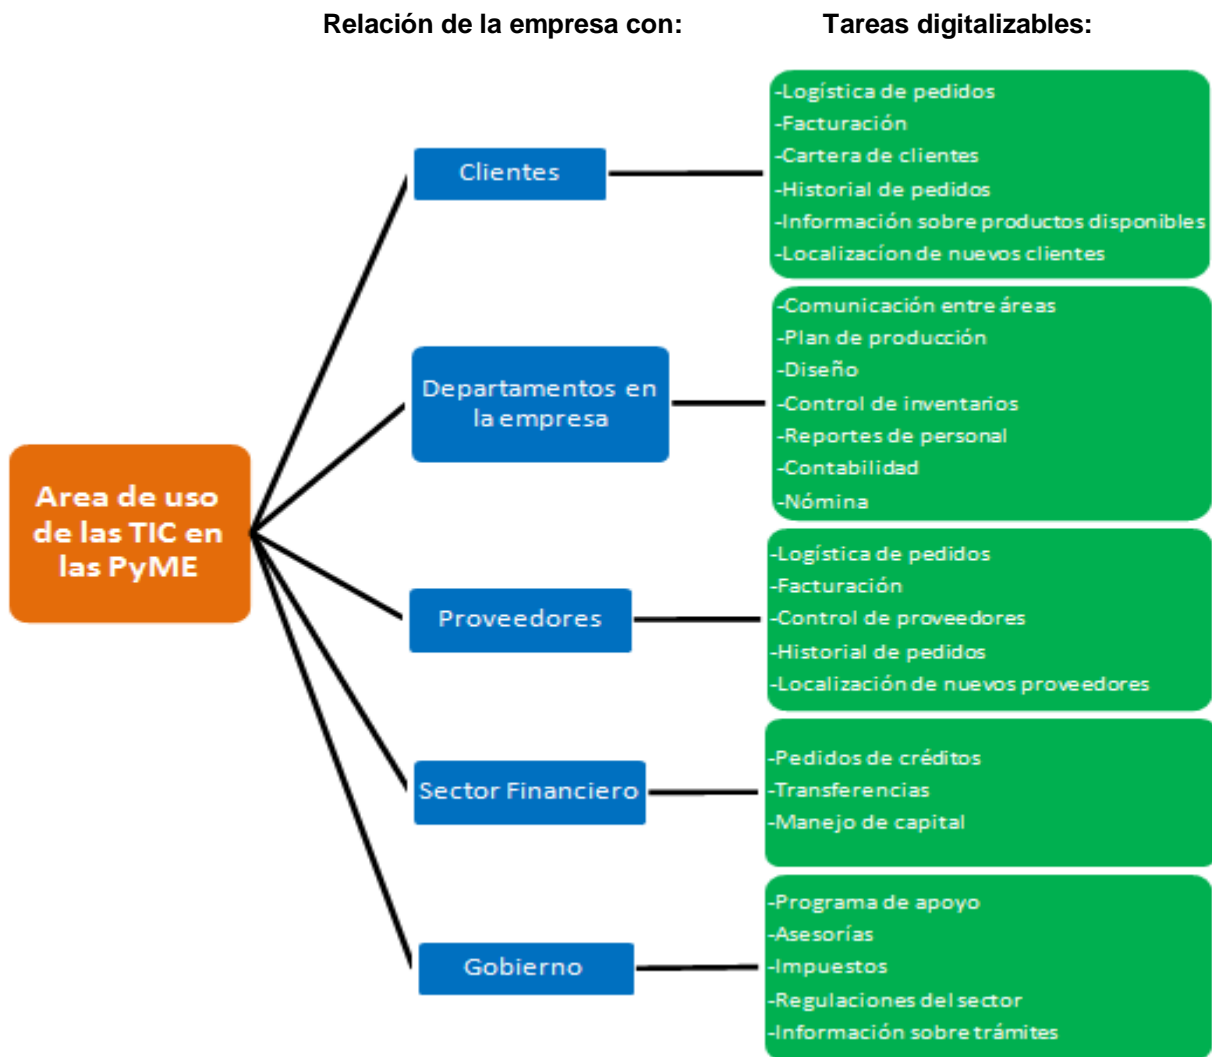 Relación de la empresa con:
Tareas digitalizables:
Area de uso
de las TIC en
las PyME
Clientes
-Logística de pedidos
-Facturación
-Cartera de clientes
-Historial de pedidos
-Información sobre productos disponibles
-Localizacíon de nuevos clientes
Departamentos en
la empresa
-Comunicación entre áreas
-Plan de producción
-Diseño
-Control de inventarios
-Reportes de personal
-Contabilidad
-Nómina
Proveedores
-Logística de pedidos
-Facturación
-Control de proveedores
-Historial de pedidos
-Localización de nuevos proveedores
Sector Financiero
-Pedidos de créditos
-Transferencias
-Manejo de capital
Gobierno
-Programa de apoyo
-Asesorías
-Impuestos
-Regulaciones del sector
-Información sobre trámites